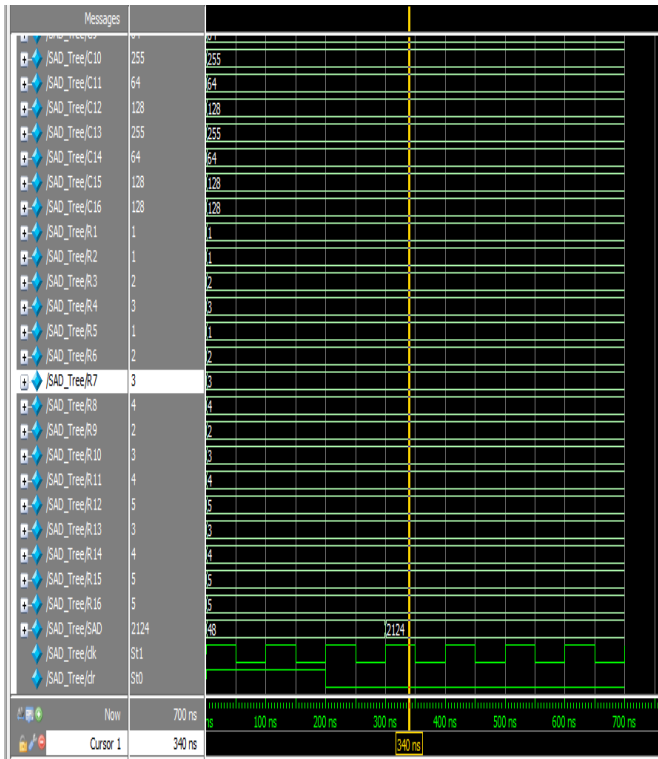 Messages
/SAD_Tree/C10 255 255
/SAD_Tree/C11 64 64
/SAD_Tree/C12 128 128
/SAD_Tree/C13 255 255
/SAD_Tree/C14 64 64
/SAD_Tree/C15 128 128
/SAD_Tree/C16 128 128
/SAD_Tree/R1 1 1
/SAD_Tree/R2 1 1
/SAD_Tree/R3 2 2
/SAD_Tree/R4 3 3
/SAD_Tree/R5 1 1
/SAD_Tree/R6 2 2
/SAD_Tree/R7 3 3
/SAD_Tree/R8 4 4
/SAD_Tree/R9 2 2
/SAD_Tree/R10 3 3
/SAD_Tree/R11 4 4
/SAD_Tree/R12 5 5
/SAD_Tree/R13 3 3
/SAD_Tree/R14 4 4
/SAD_Tree/R15 5 5
/SAD_Tree/R16 5 5
/SAD_Tree/SAD 2124 48 2124
/SAD_Tree/clk St1
/SAD_Tree/clr St0
Now 700 ns ns 100 ns 200 ns 300 ns 400 ns 500 ns 600 ns 700 ns
Cursor 1 340 ns 340 ns